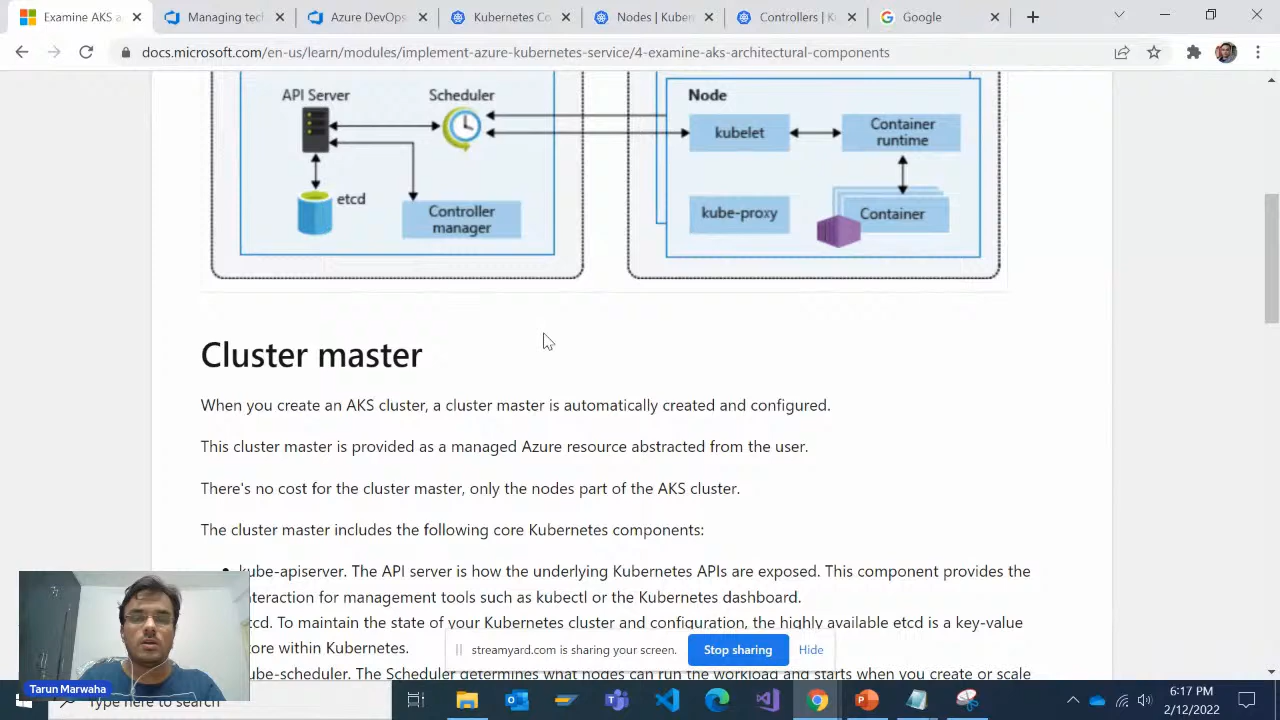 Examine AKS
Managing tec
Azure DevOps
Kubernetes Co
Nodes | Kube
Controllers | K
Google
docs.microsoft.com/en-us/learn/modules/implement-azure-kubernetes-service/4-examine-aks-architectural-components
API Server
Scheduler
etcd
Controller
manager
Node
kubelet
Container
runtime
kube-proxy
Container
Cluster master
When you create an AKS cluster, a cluster master is automatically created and configured.
This cluster master is provided as a managed Azure resource abstracted from the user.
There's no cost for the cluster master, only the nodes part of the AKS cluster.
The cluster master includes the following core Kubernetes components:
kube-apiserver. The API server is how the underlying Kubernetes APIs are exposed. This component provides the
nteraction for management tools such as kubectl or the Kubernetes dashboard.
tcd. To maintain the state of your Kubernetes cluster and configuration, the highly available etcd is a key-value
tore within Kubernetes.
ube-scheduler. The Scheduler determines what nodes can run the workload and starts when you create or scale
streamyard.com is sharing your screen.
Stop sharing
Hide
Tarun Marwaha
Type here to search
6:17 PM
2/12/2022